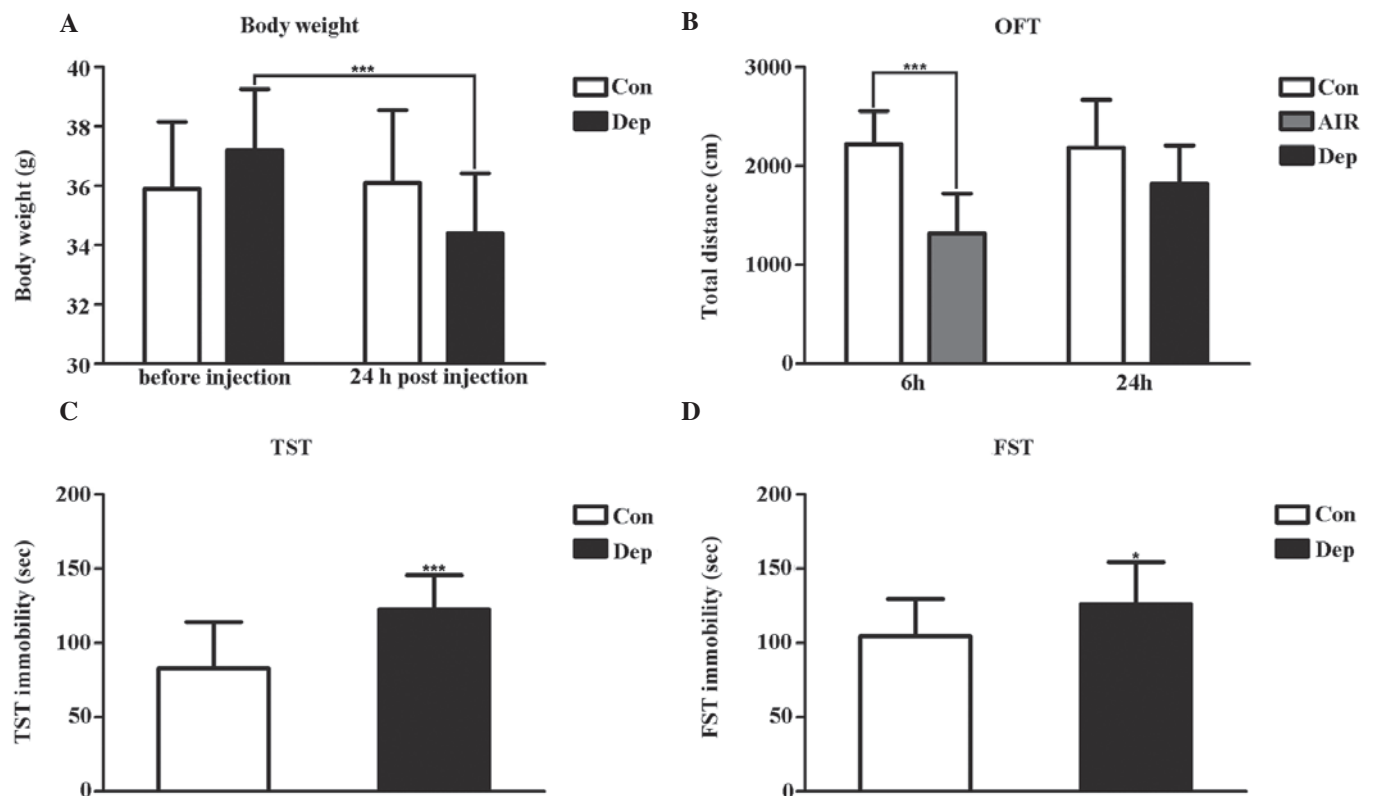 A
Body weight
Body weight (g)
40
38
36
34
32
30
***
Con
Dep
before injection
24 h post injection
B
OFT
Total distance (cm)
3000
2000
1000
0
***
Con
AIR
Dep
6h
24h
C
TST
TST immobility (sec)
200
150
100
50
0
***
Con
Dep
D
FST
FST immobility (sec)
200
150
100
50
0
*
Con
Dep